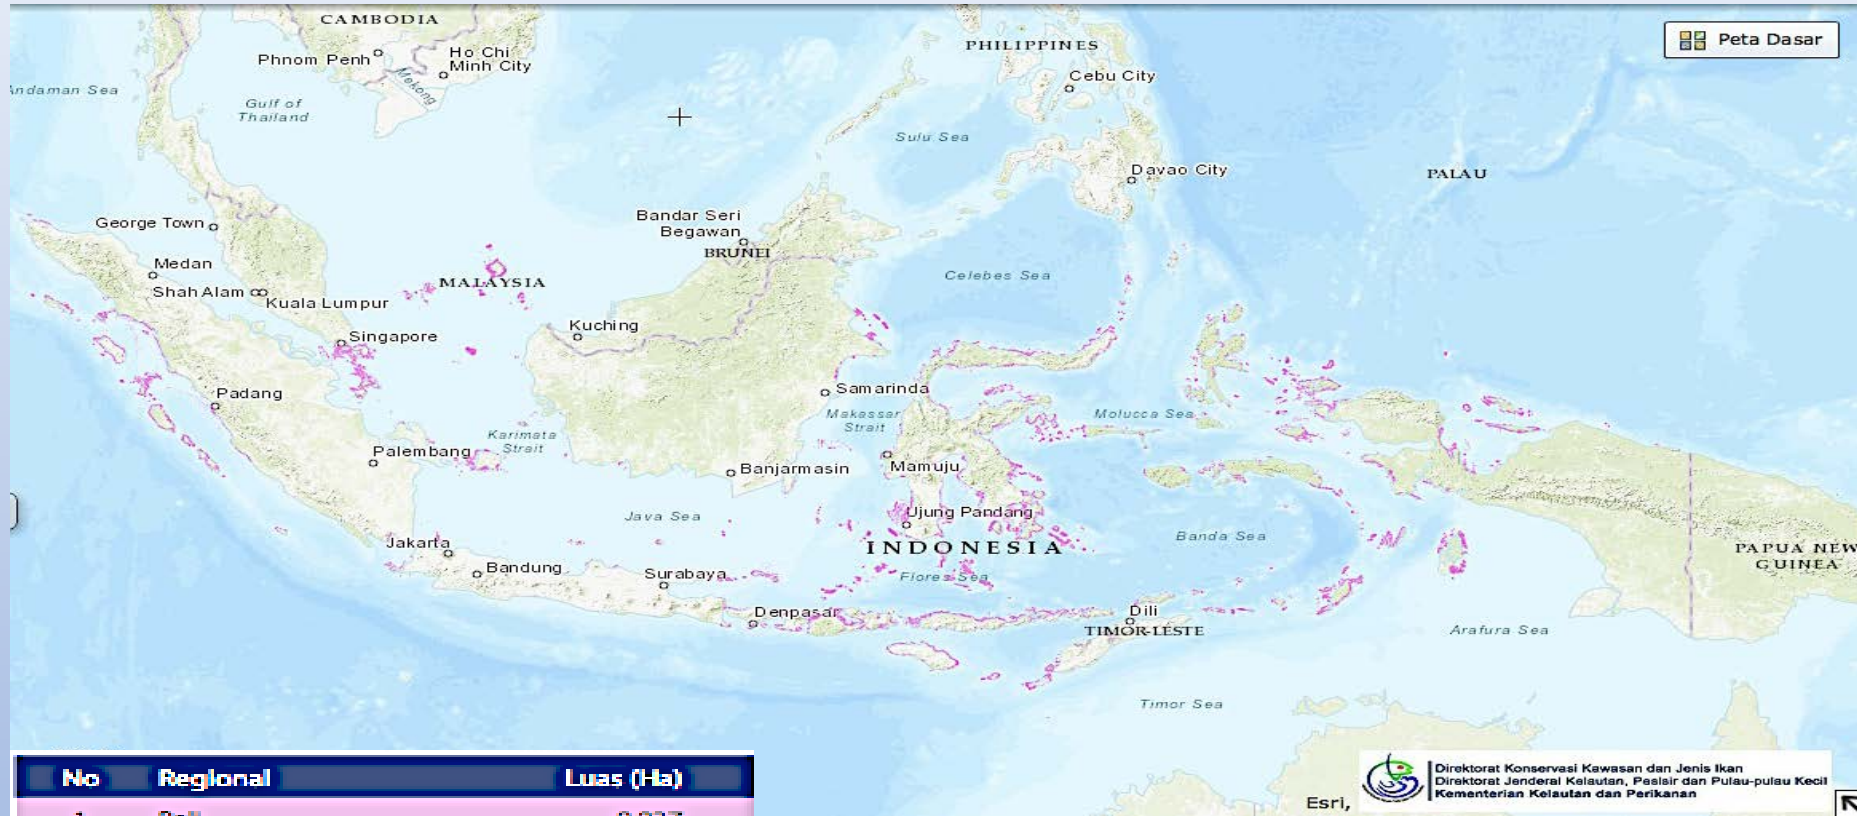 CAMBODIA
PHILIPPINES
Peta Dasar
Phnom Penh
Ho Chi
Minh City
Mekong
Cebu City
Andaman Sea
Gulf of
Thailand
Sulu Sea
Davao City
PALAU
George Town
Bandar Seri
Begawan
BRUNEI
Medan
Celebes Sea
Shah Alam
MALAYSIA
Kuala Lumpur
Kuching
Singapore
Samarinda
Padang
Makassar
Strait
Molucca Sea
Karimata
Strait
Palembang
Banjarmasin
Mamuju
Java Sea
Ujung Pandang
Banda Sea
Jakarta
INDONESIA
PAPUA NEW
GUINEA
Bandung
Surabaya
Flores Sea
Denpasar
Dili
TIMOR-LESTE
Arafura Sea
Timor Sea
No Regional Luas (Ha)
1
Direktorat Konservasi Kawasan dan Jenis Ikan
Direktorat Jenderal Kelautan, Pesisir dan Pulau-pulau Kecil
Kementerian Kelautan dan Perikanan
Esri,